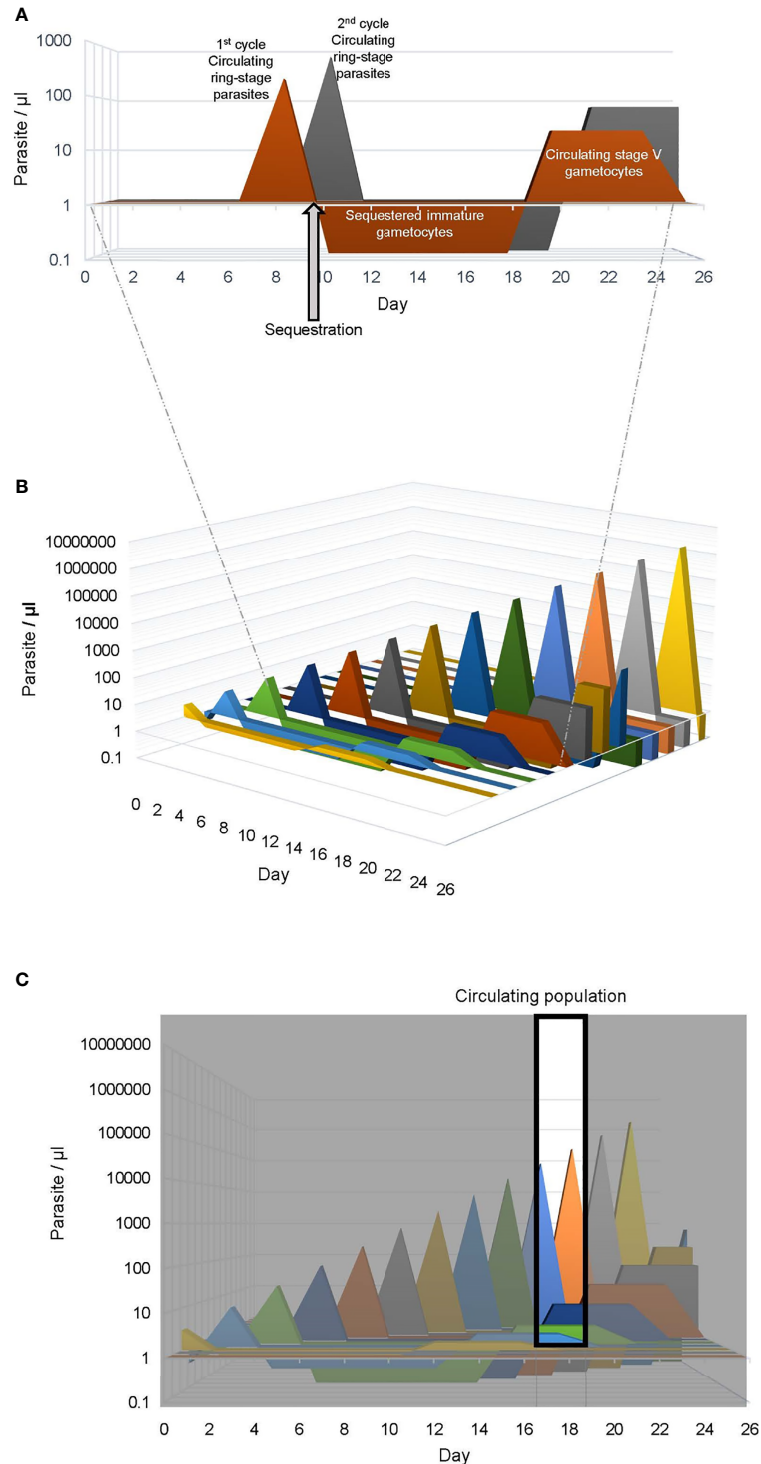 A
1st cycle
Circulating
ring-stage
parasites
2nd cycle
Circulating
ring-stage
parasites
1000
100
10
1
0.1
Parasite / µl
Circulating stage V
gametocytes
Sequestered immature
gametocytes
0 2 4 6 8 10 12 14 16 18 20 22 24 26
Day
Sequestration
B
10000000
1000000
100000
10000
1000
100
10
1
0.1
Parasite / µl
0 2 4 6 8 10 12 14 16 18 20 22 24 26
Day
C
Circulating population
10000000
1000000
100000
10000
1000
100
10
1
0.1
Parasite / µl
0 2 4 6 8 10 12 14 16 18 20 22 24 26
Day